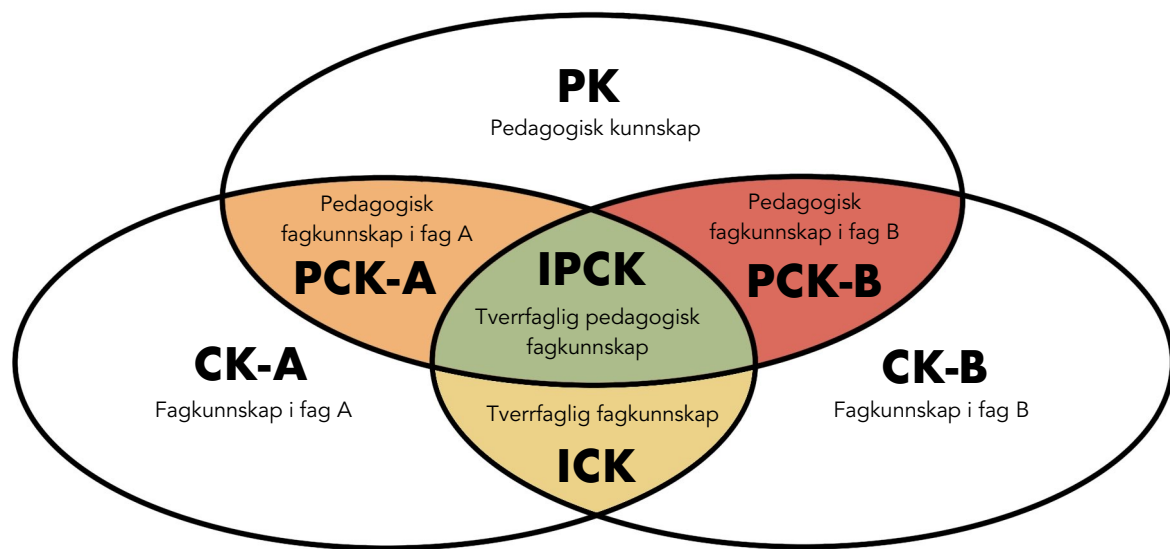 PK
Pedagogisk kunnskap
Pedagogisk
fagkunnskap i fag A
PCK-A
IPCK
Tverrfaglig pedagogisk
fagkunnskap
Pedagogisk
fagkunnskap i fag B
PCK-B
CK-A
Fagkunnskap i fag A
CK-B
Fagkunnskap i fag B
Tverrfaglig fagkunnskap
ICK